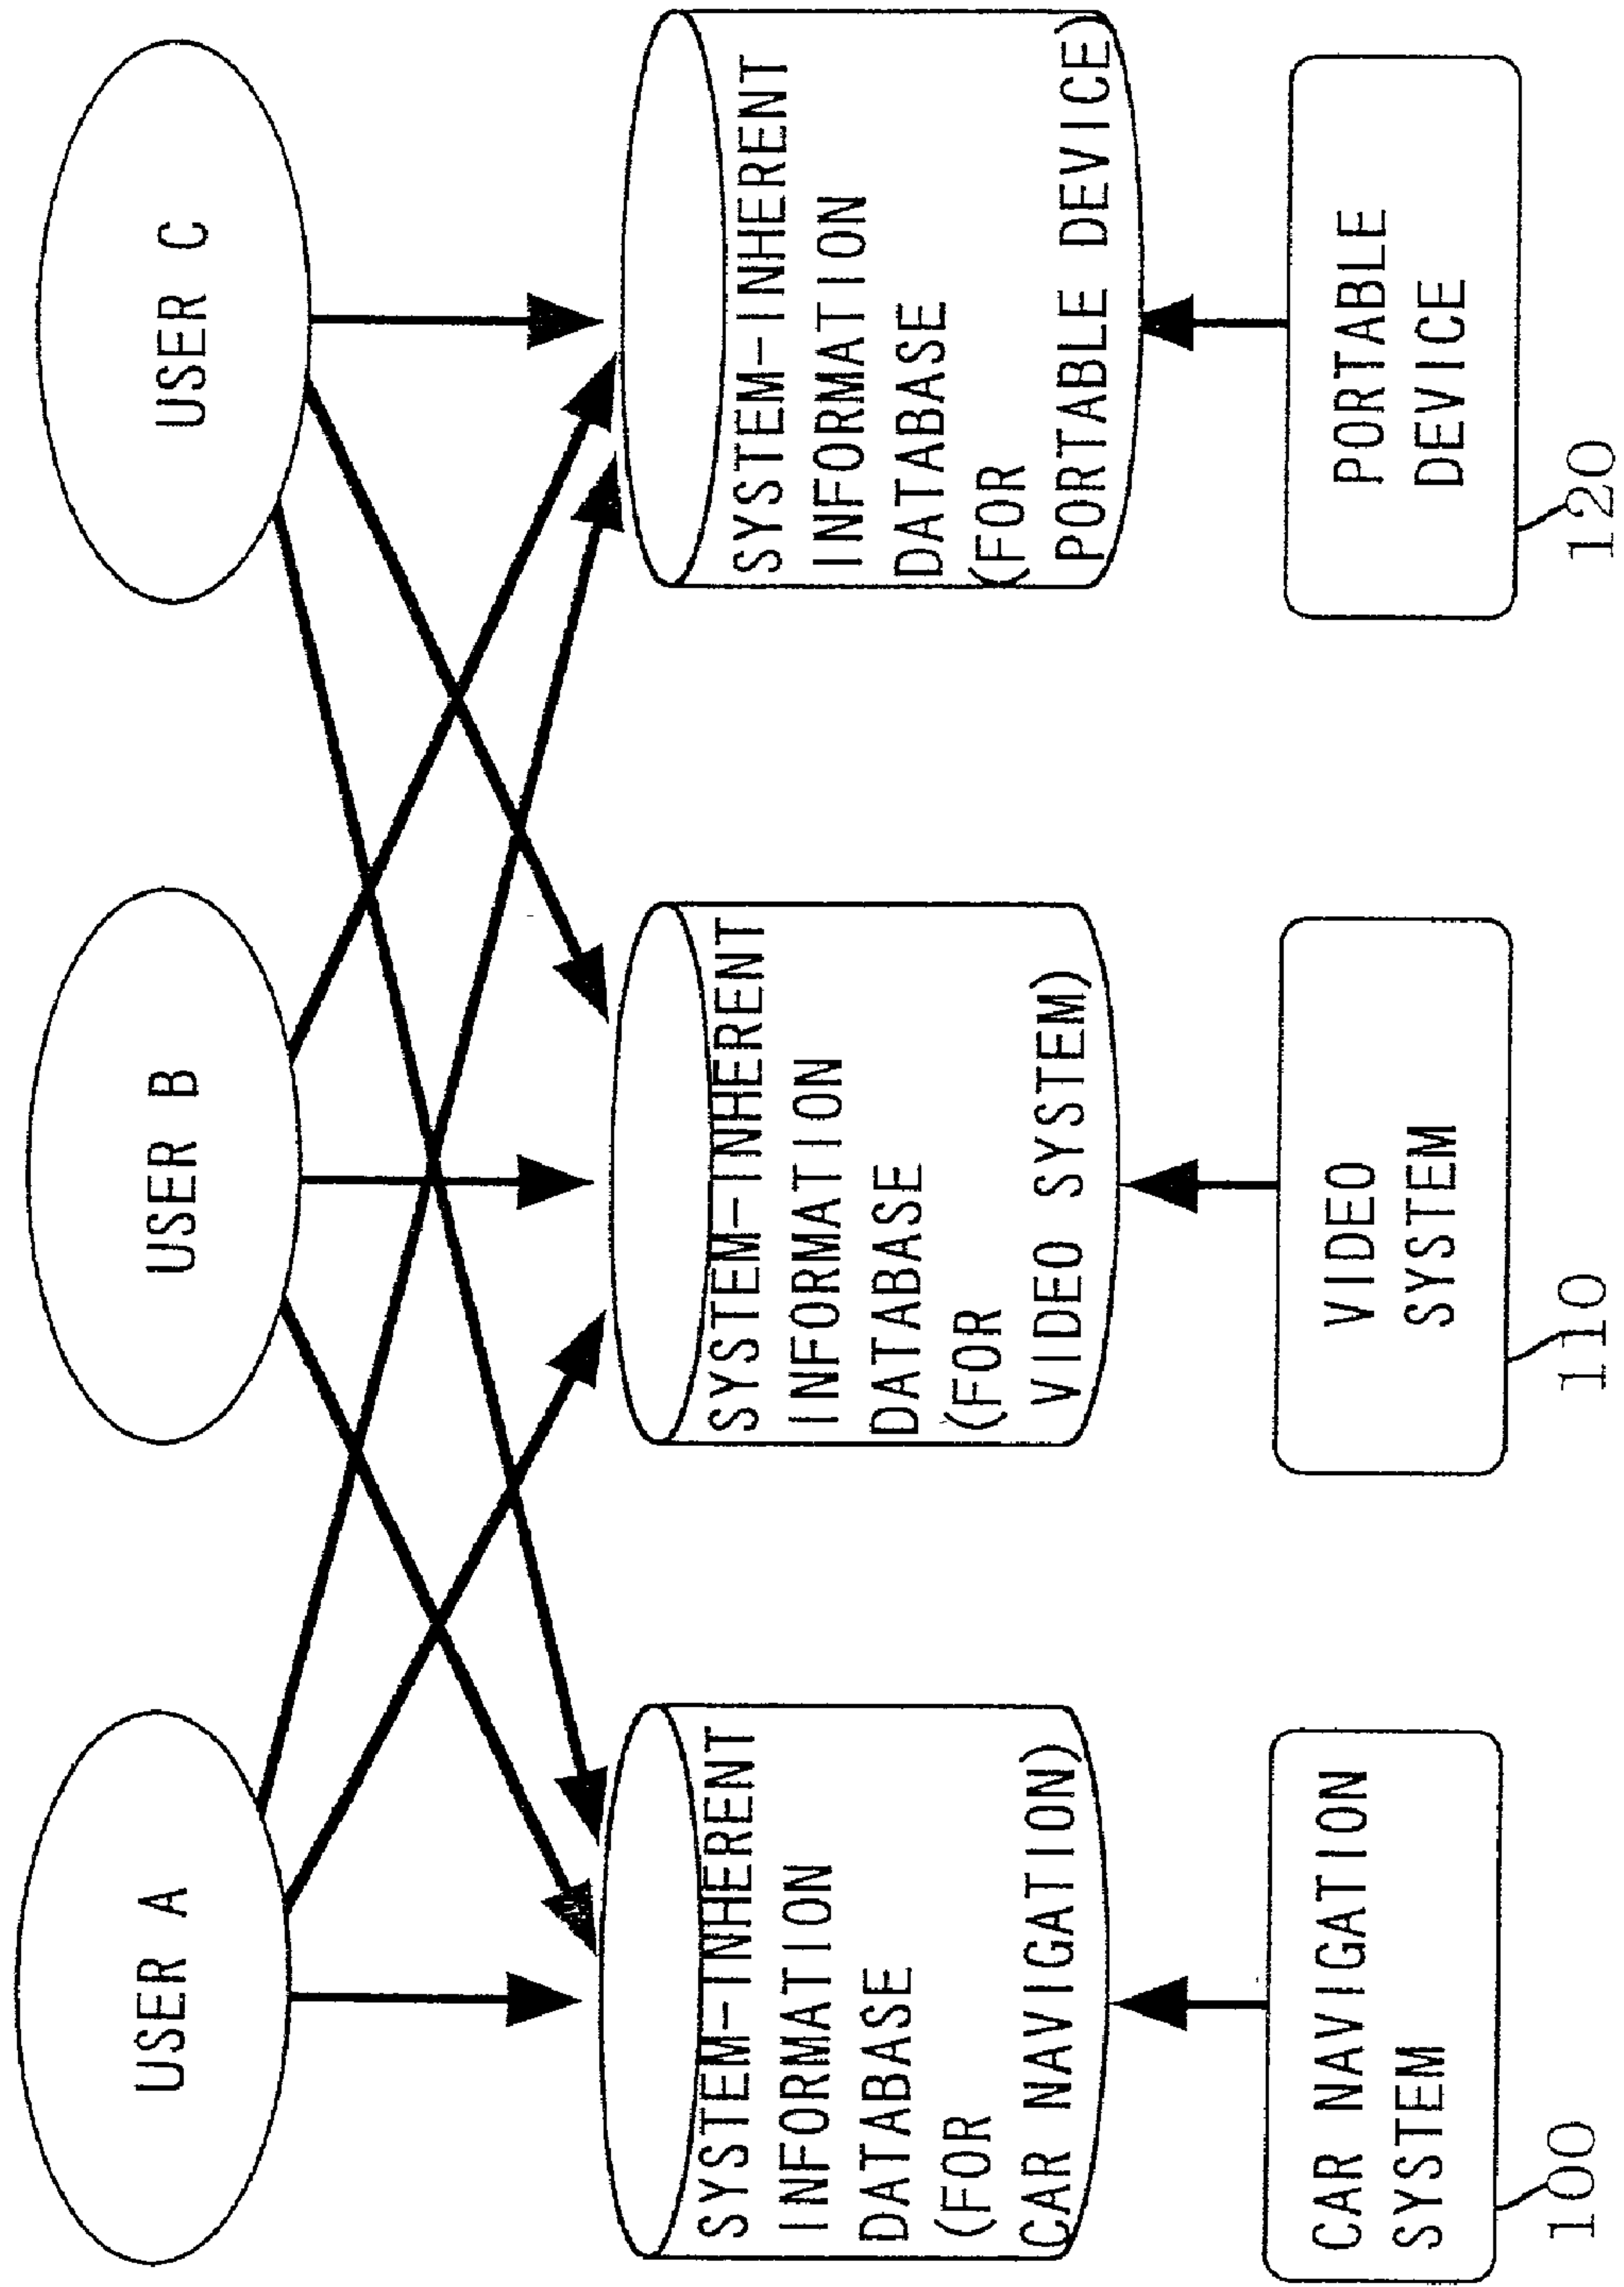 USER A
USER B
USER C
SYSTEM-INHERENT
INFORMATION
DATABASE
(FOR
CAR NAVIGATION)
SYSTEM-INHERENT
INFORMATION
DATABASE
(FOR
VIDEO SYSTEM)
SYSTEM-INHERENT
INFORMATION
DATABASE
(FOR
PORTABLE DEVICE)
CAR NAVIGATION
SYSTEM
100
VIDEO
SYSTEM
110
PORTABLE
DEVICE
120